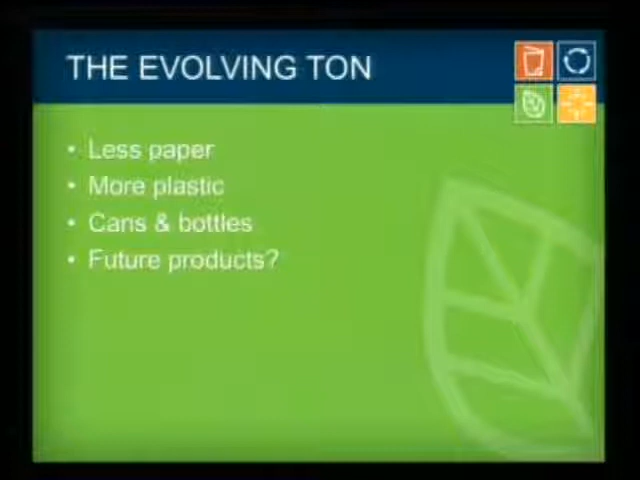 THE EVOLVING TON
• Less paper
• More plastic
• Cans & bottles
• Future products?